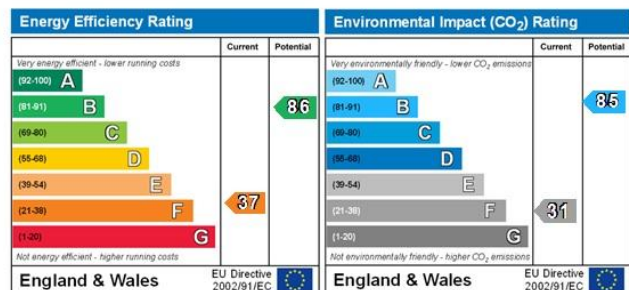 Energy Efficiency Rating
Current Potential
Very energy efficient - lower running costs
(92-100) A
(81-91) B
86
(69-80) C
(55-68) D
(39-54) E
(21-38) F
37
(1-20) G
Not energy efficient - higher running costs
England & Wales
EU Directive
2002/91/EC
Environmental Impact (CO₂) Rating
Current Potential
Very environmentally friendly - lower CO₂ emissions
(92-100) A
(81-91) B
85
(69-80) C
(55-68) D
(39-54) E
(21-38) F
31
(1-20) G
Not environmentally friendly - higher CO₂ emissions
England & Wales
EU Directive
2002/91/EC